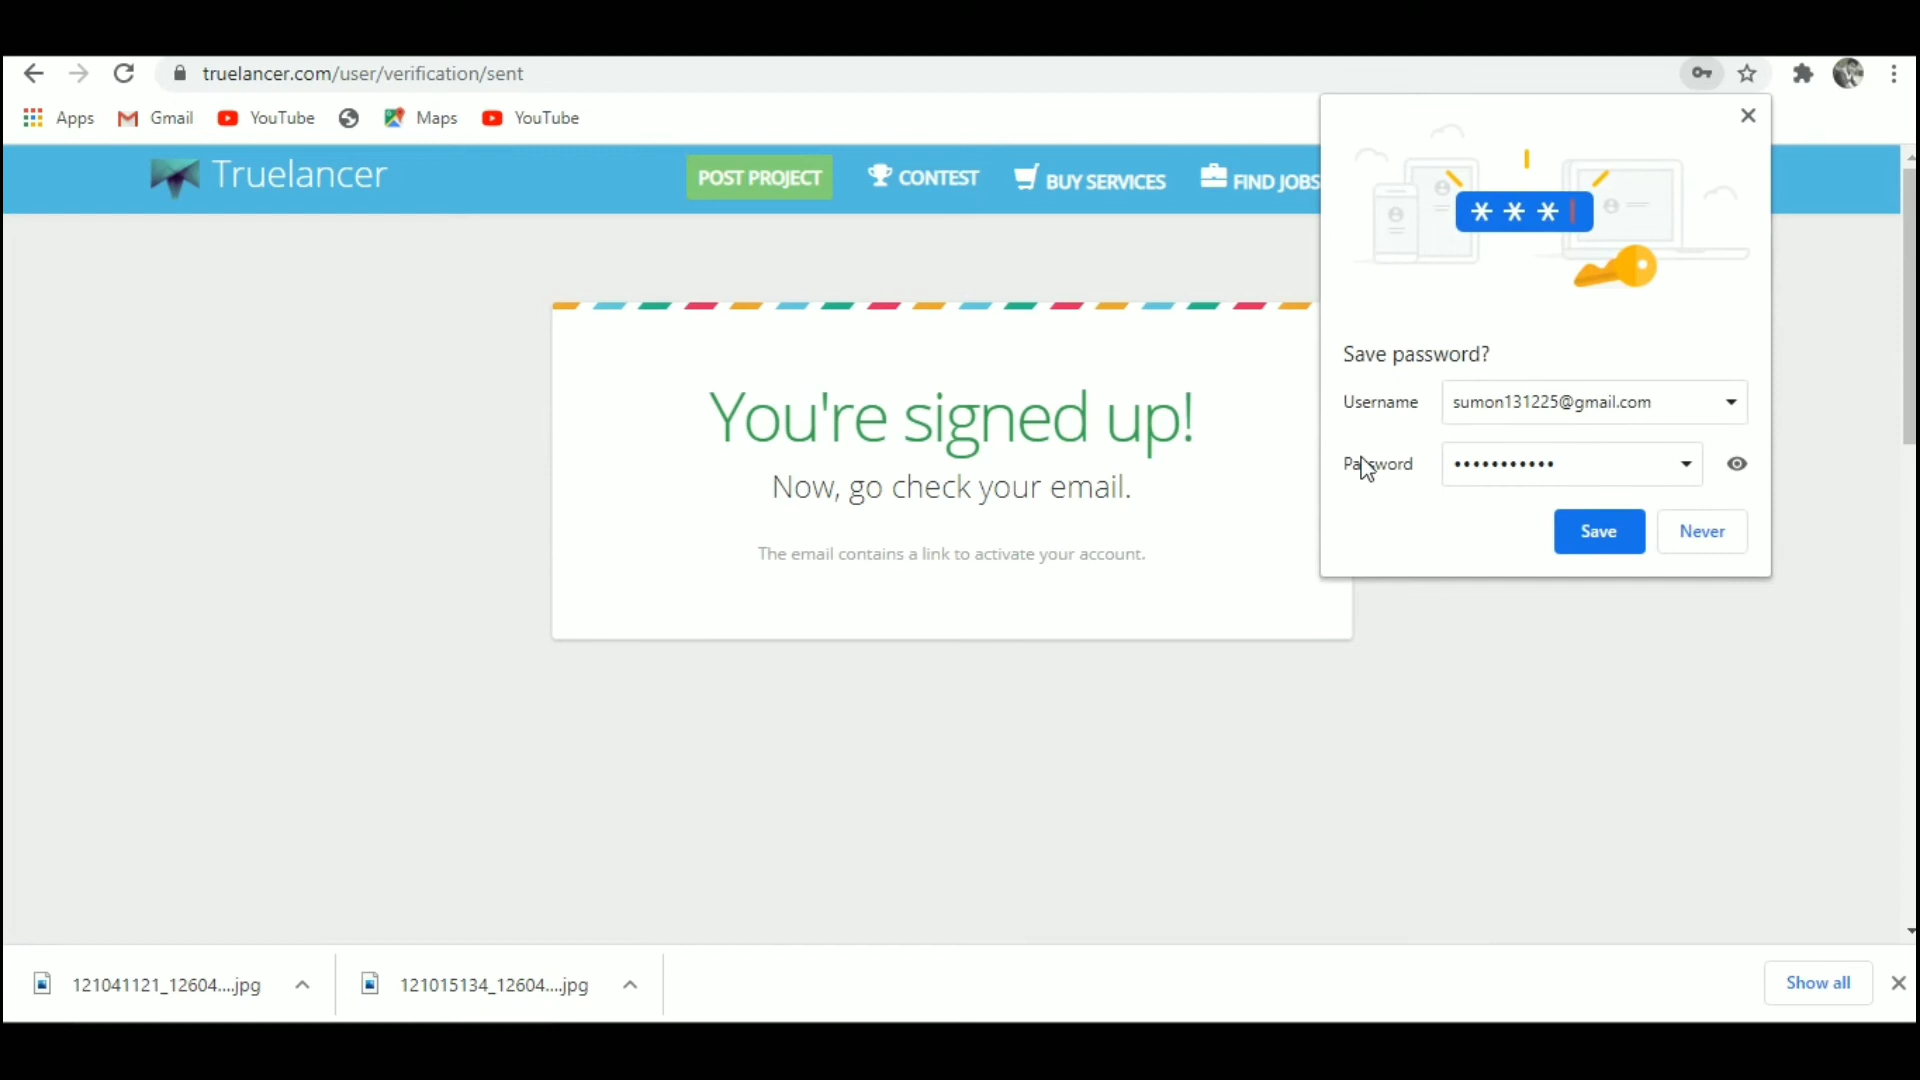 truelancer.com/user/verification/sent
Apps Gmail YouTube Maps YouTube
Truelancer POST PROJECT CONTEST BUY SERVICES FIND JOBS
* * *
You're signed up!
Now, go check your email.
The email contains a link to activate your account.
Save password?
Username sumon131225@gmail.com
Password •••••••••••
Save Never
121041121_12604....jpg 121015134_12604....jpg Show all